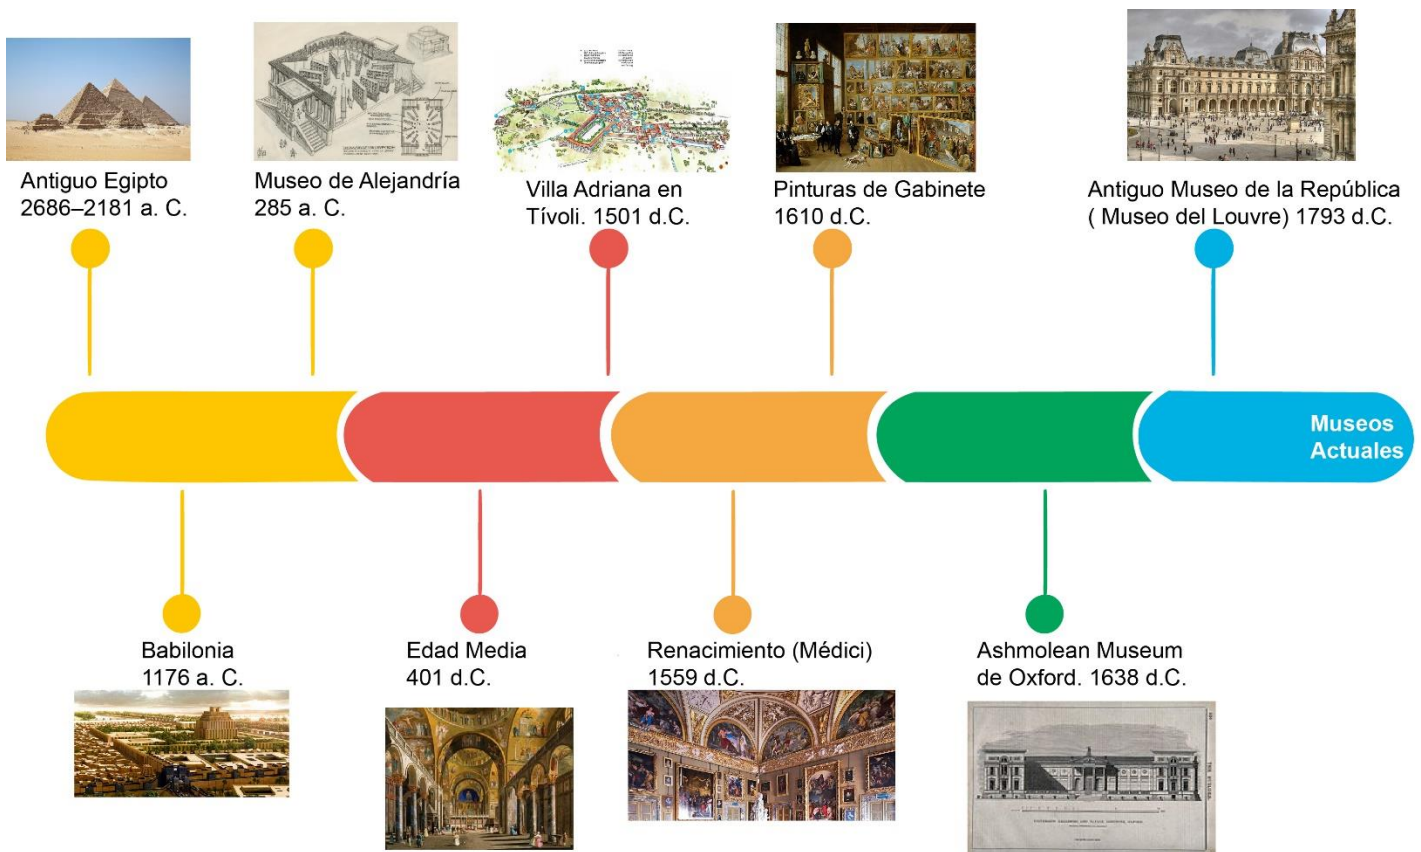 Antiguo Egipto
2686–2181 a. C.
Museo de Alejandría
285 a. C.
Villa Adriana en
Tívoli. 1501 d.C.
Pinturas de Gabinete
1610 d.C.
Antiguo Museo de la República
( Museo del Louvre) 1793 d.C.
Museos
Actuales
Babilonia
1176 a. C.
Edad Media
401 d.C.
Renacimiento (Médici)
1559 d.C.
Ashmolean Museum
de Oxford. 1638 d.C.